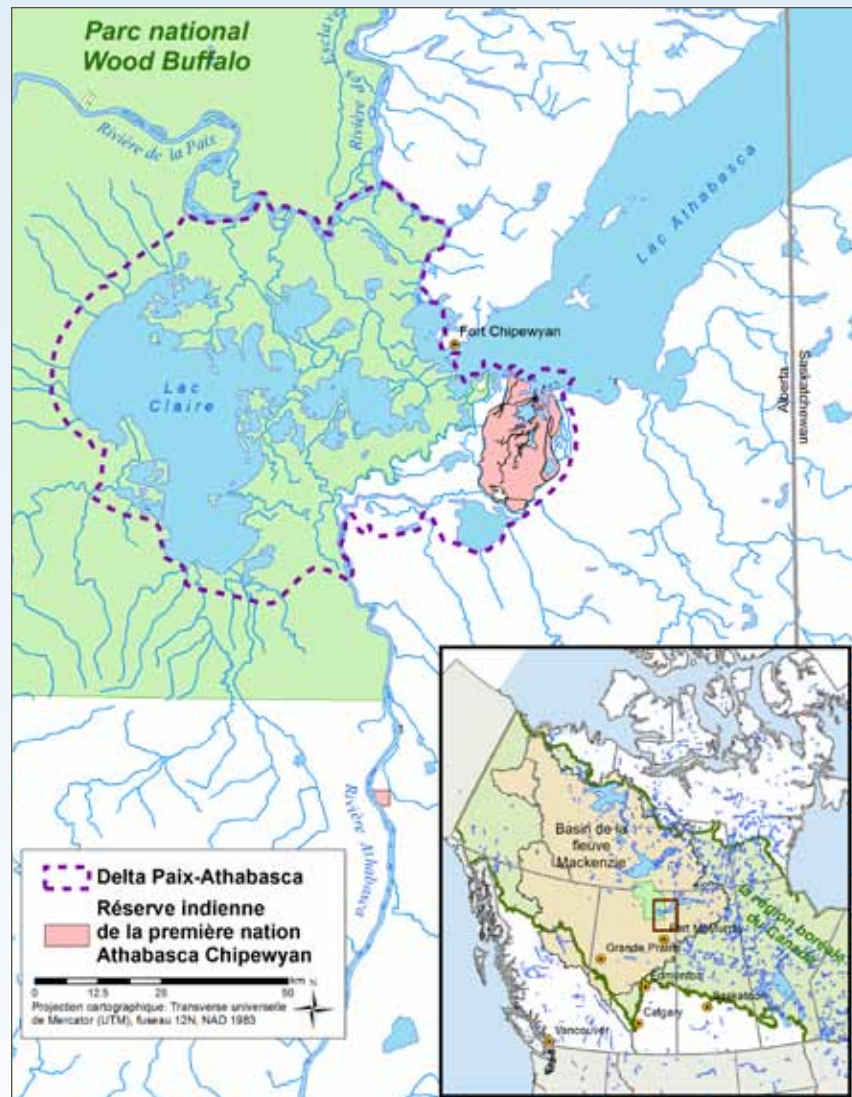 Parc national
Wood Buffalo
Rivière de la Paix
Rivière des
Esclave
Lac Athabasca
Fort Chipewyan
Lac
Claire
Alberta
Saskatchewan
Rivière Athabasca
Delta Paix-Athabasca
Réserve indienne
de la première nation
Athabasca Chipewyan
km N
0 12.5 25 50
Projection cartographique: Transverse universelle
de Mercator (UTM), fuseau 12N, NAD 1983
Basin de la
fleuve
Mackenzie
la région boréale
du Canada
Fort McMurray
Grande Prairie
Edmonton
Saskatoon
Calgary
Vancouver